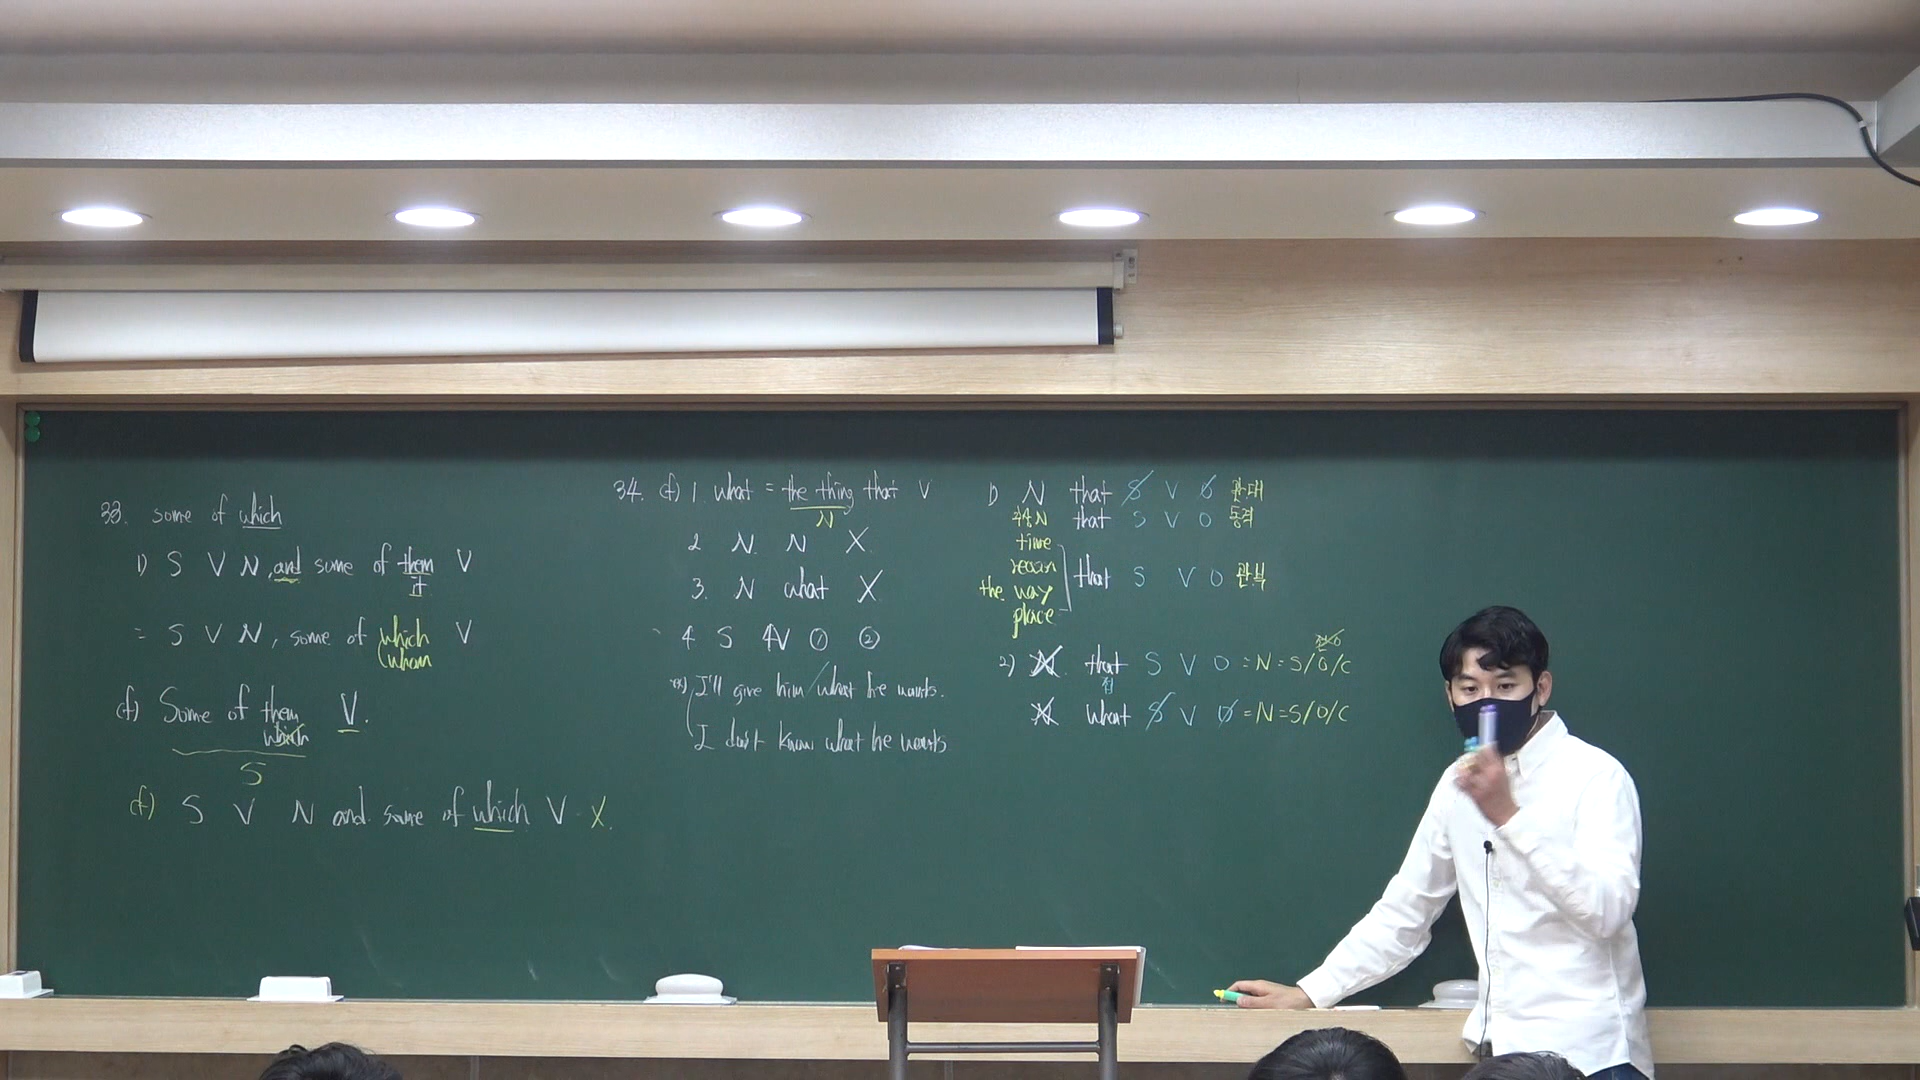 33. some of which
1) S V N, and some of them V
it
= S V N, some of which V
(whom
cf) Some of them V.
which
S
cf) S V N and some of which V X.
34. cf) 1. what = the thing that V
N
2 N N X
3. N what X
4 S 4V ① ②
ex) I'll give him / what he wants.
I don't know what he wants
1) N that S V O 관·대
추상N that S V O 동격
time
reason
the way that S V O 관·부
place
전·O
2) N that S V O = N = S/O/C
접
N what S V O = N = S/O/C